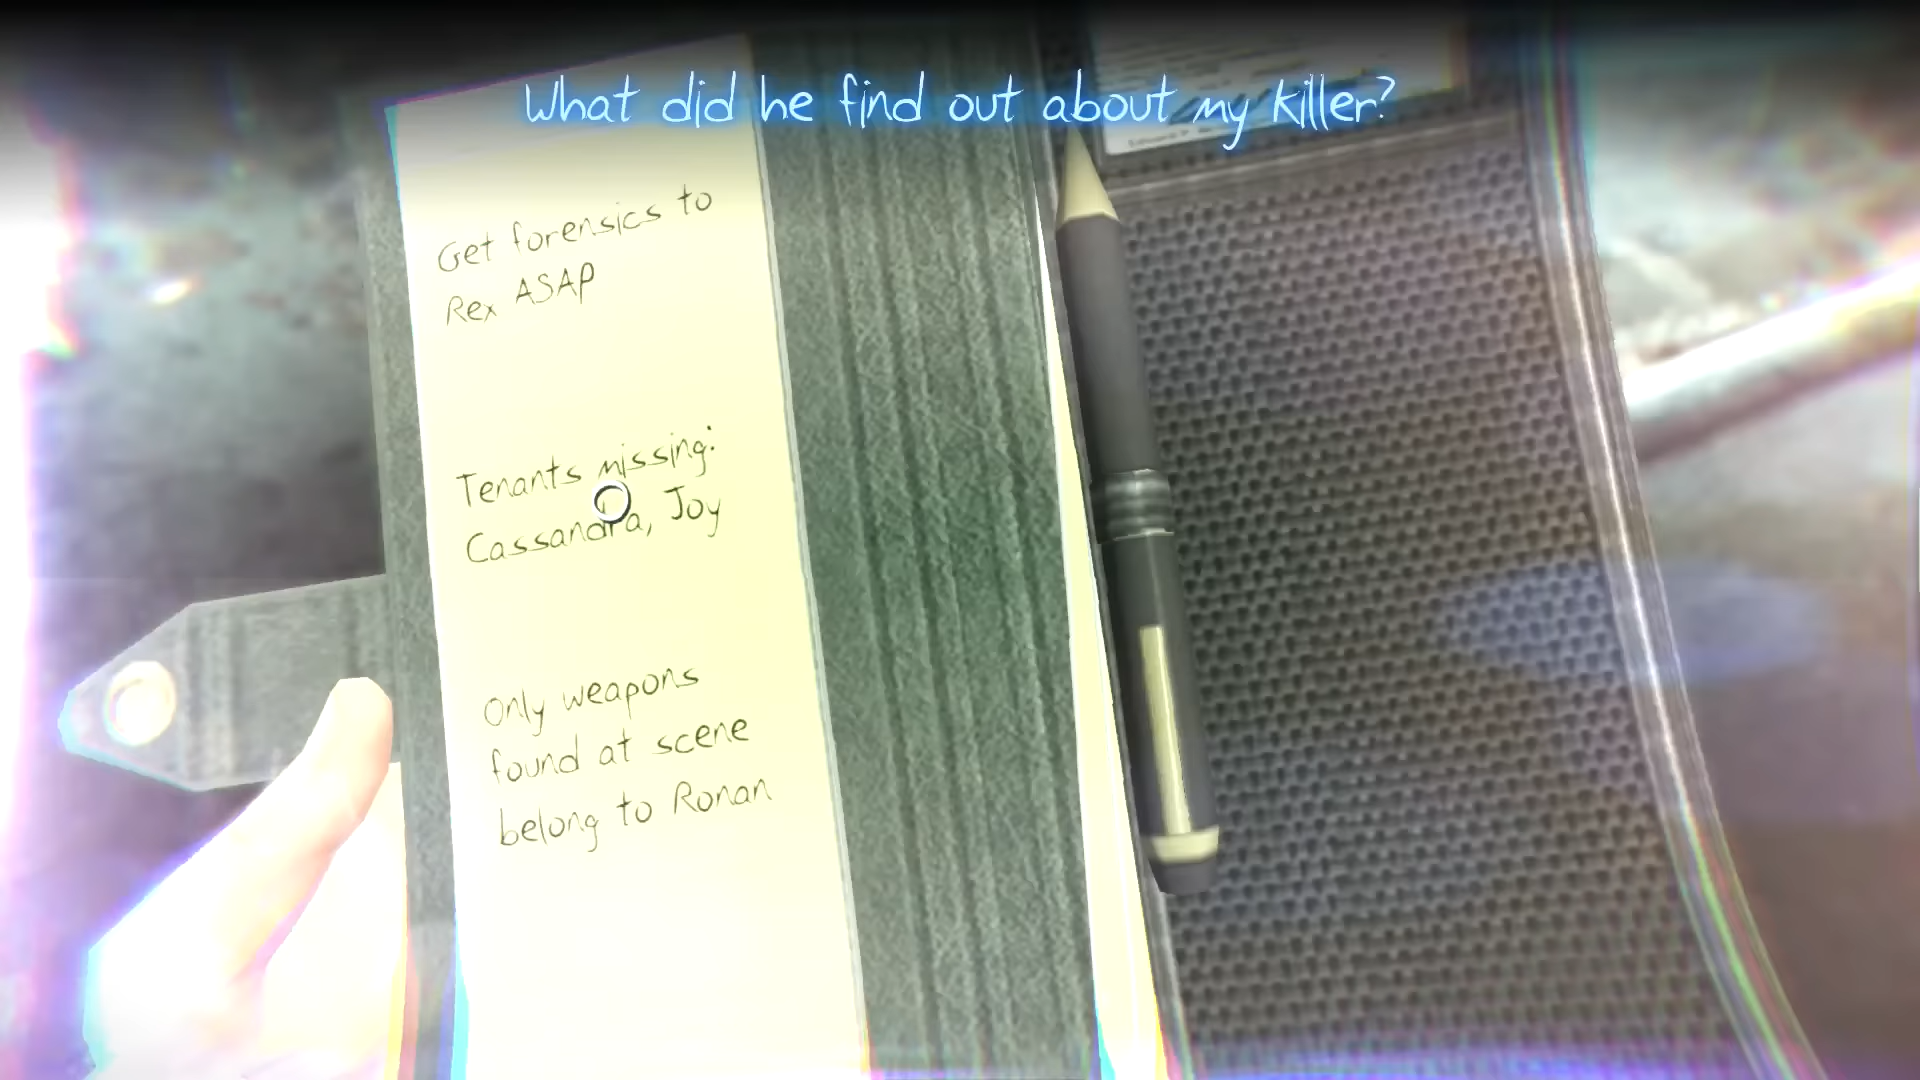 What did he find out about my killer?
Get forensics to
Rex ASAP
Tenants missing:
Cassandra, Joy
Only weapons
found at scene
belong to Ronan